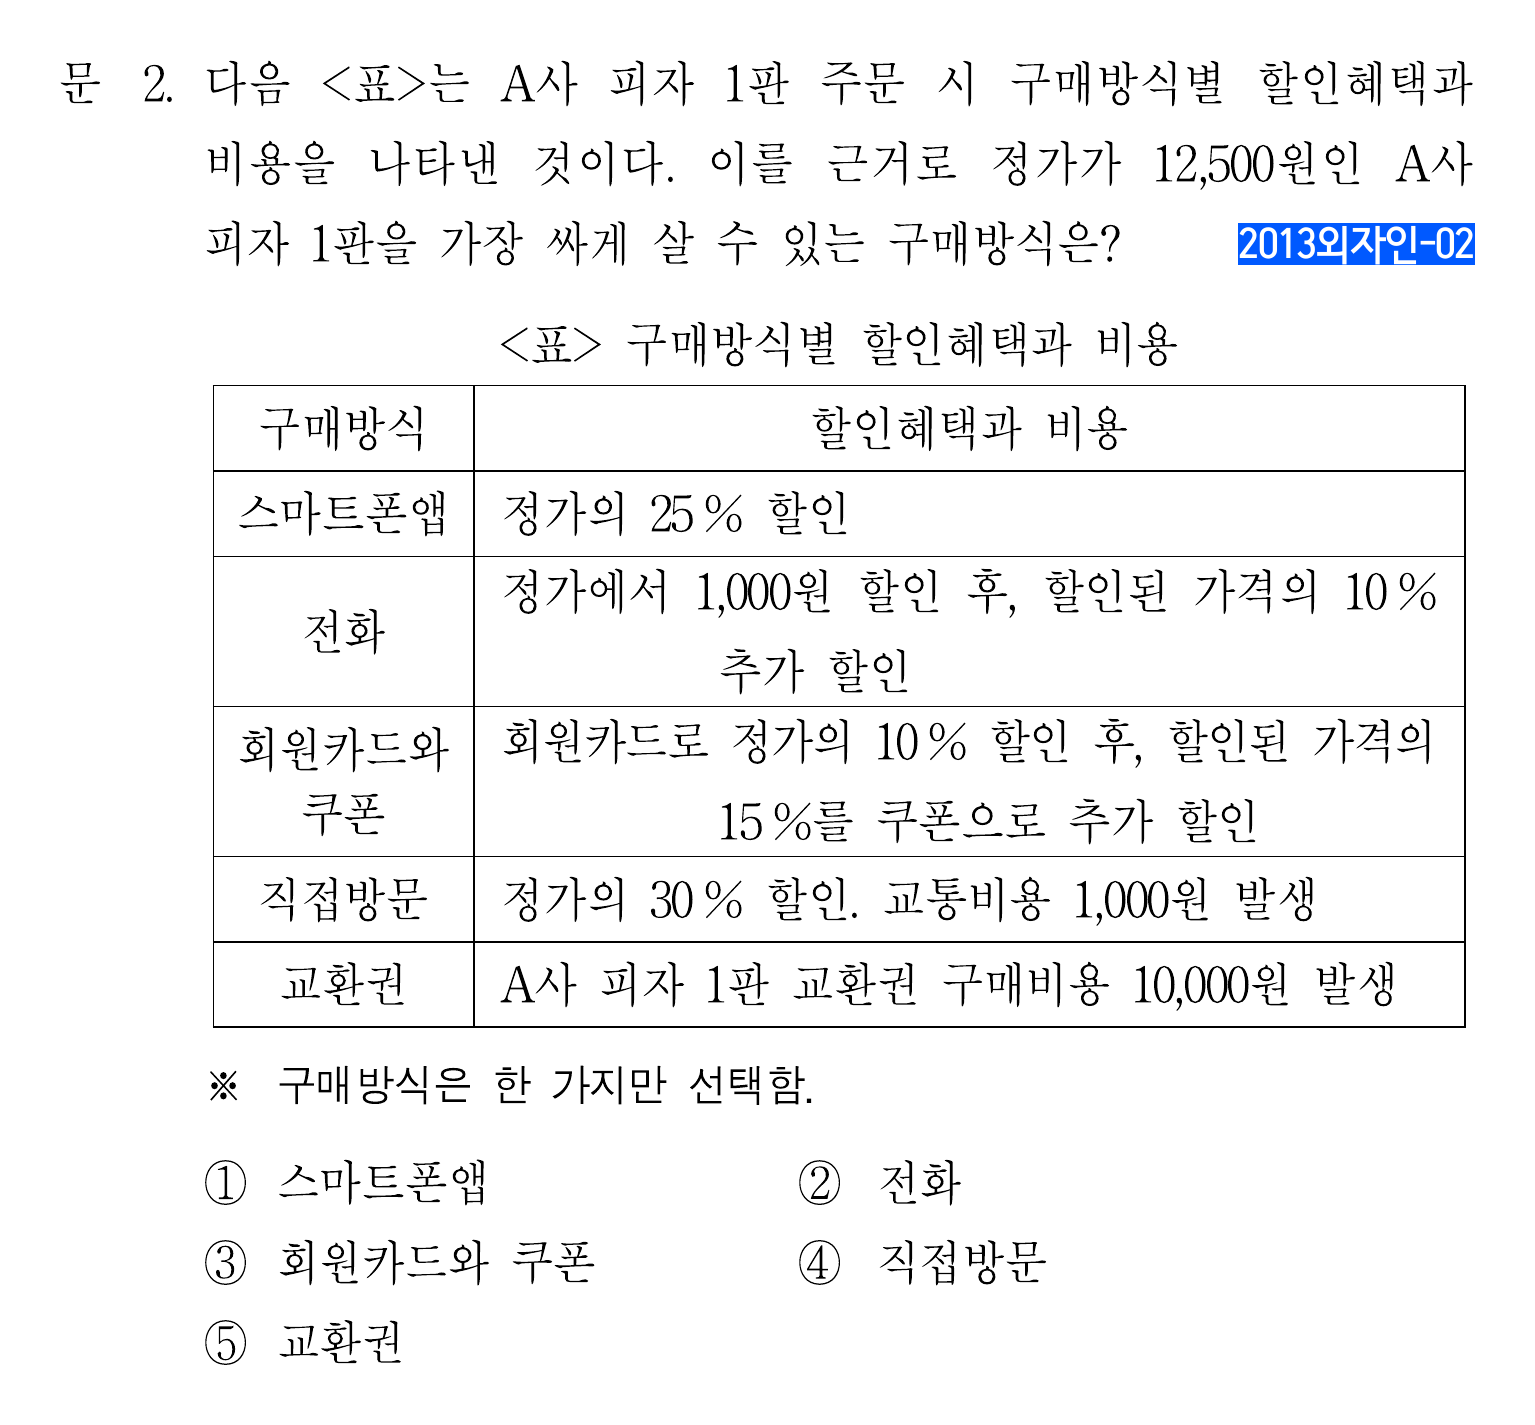 문 2. 다음 <표>는 A사 피자 1판 주문 시 구매방식별 할인혜택과
비용을 나타낸 것이다. 이를 근거로 정가가 12,500원인 A사
피자 1판을 가장 싸게 살 수 있는 구매방식은? 2013외자인-02
<표> 구매방식별 할인혜택과 비용
구매방식 할인혜택과 비용
스마트폰앱 정가의 25% 할인
전화 정가에서 1,000원 할인 후, 할인된 가격의 10%
추가 할인
회원카드와
쿠폰
회원카드로 정가의 10% 할인 후, 할인된 가격의
15%를 쿠폰으로 추가 할인
직접방문 정가의 30% 할인. 교통비용 1,000원 발생
교환권 A사 피자 1판 교환권 구매비용 10,000원 발생
※ 구매방식은 한 가지만 선택함.
① 스마트폰앱 ② 전화
③ 회원카드와 쿠폰 ④ 직접방문
⑤ 교환권